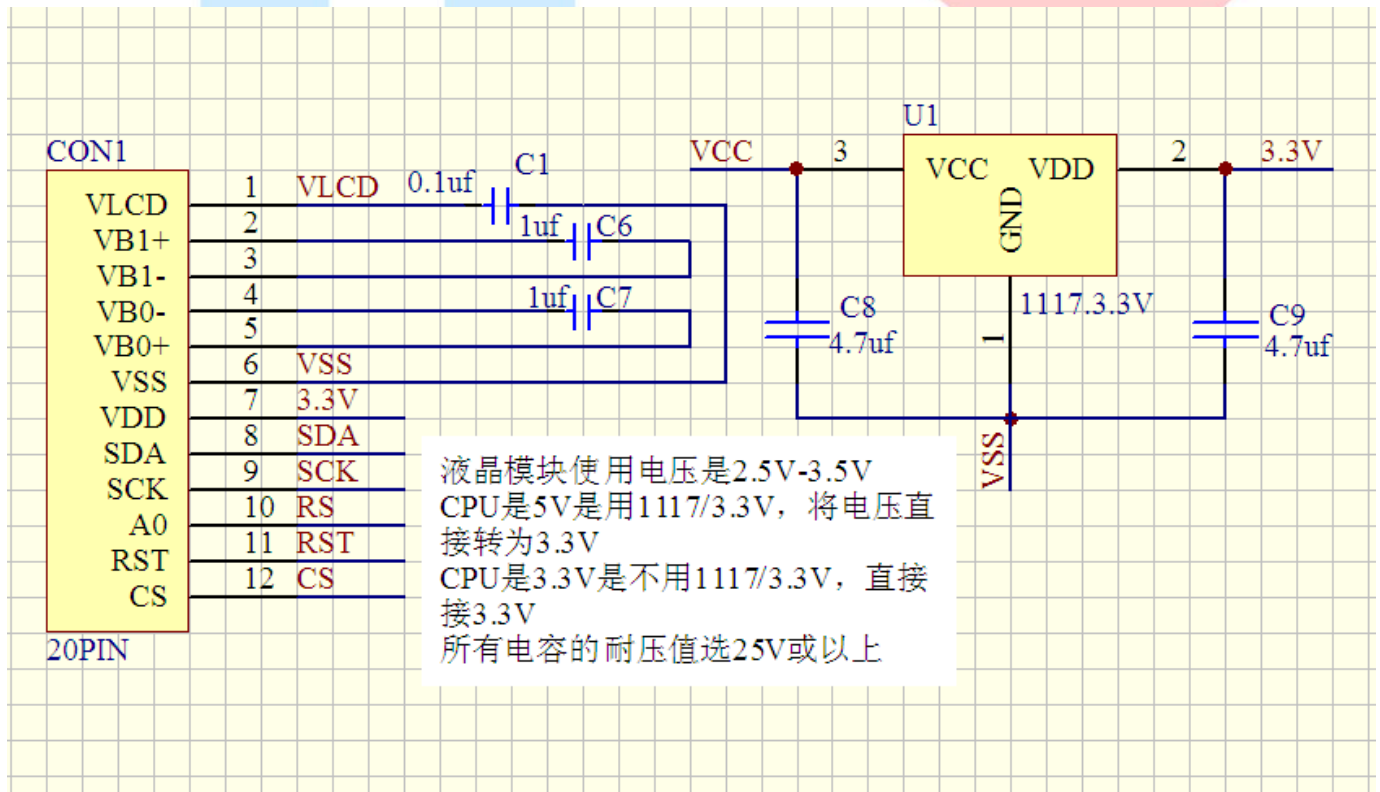 CON1
VLCD 1 VLCD 0.1uf C1
VB1+ 2 1uf C6
VB1- 3
VB0- 4 1uf C7
VB0+ 5
VSS 6 VSS
VDD 7 3.3V
SDA 8 SDA
SCK 9 SCK
A0 10 RS
RST 11 RST
CS 12 CS
20PIN
U1
VCC 3 VCC VDD 2 3.3V
GND
1117.3.3V
1
C8
4.7uf
C9
4.7uf
VSS
液晶模块使用电压是2.5V-3.5V
CPU是5V是用1117/3.3V，将电压直
接转为3.3V
CPU是3.3V是不用1117/3.3V，直接
接3.3V
所有电容的耐压值选25V或以上